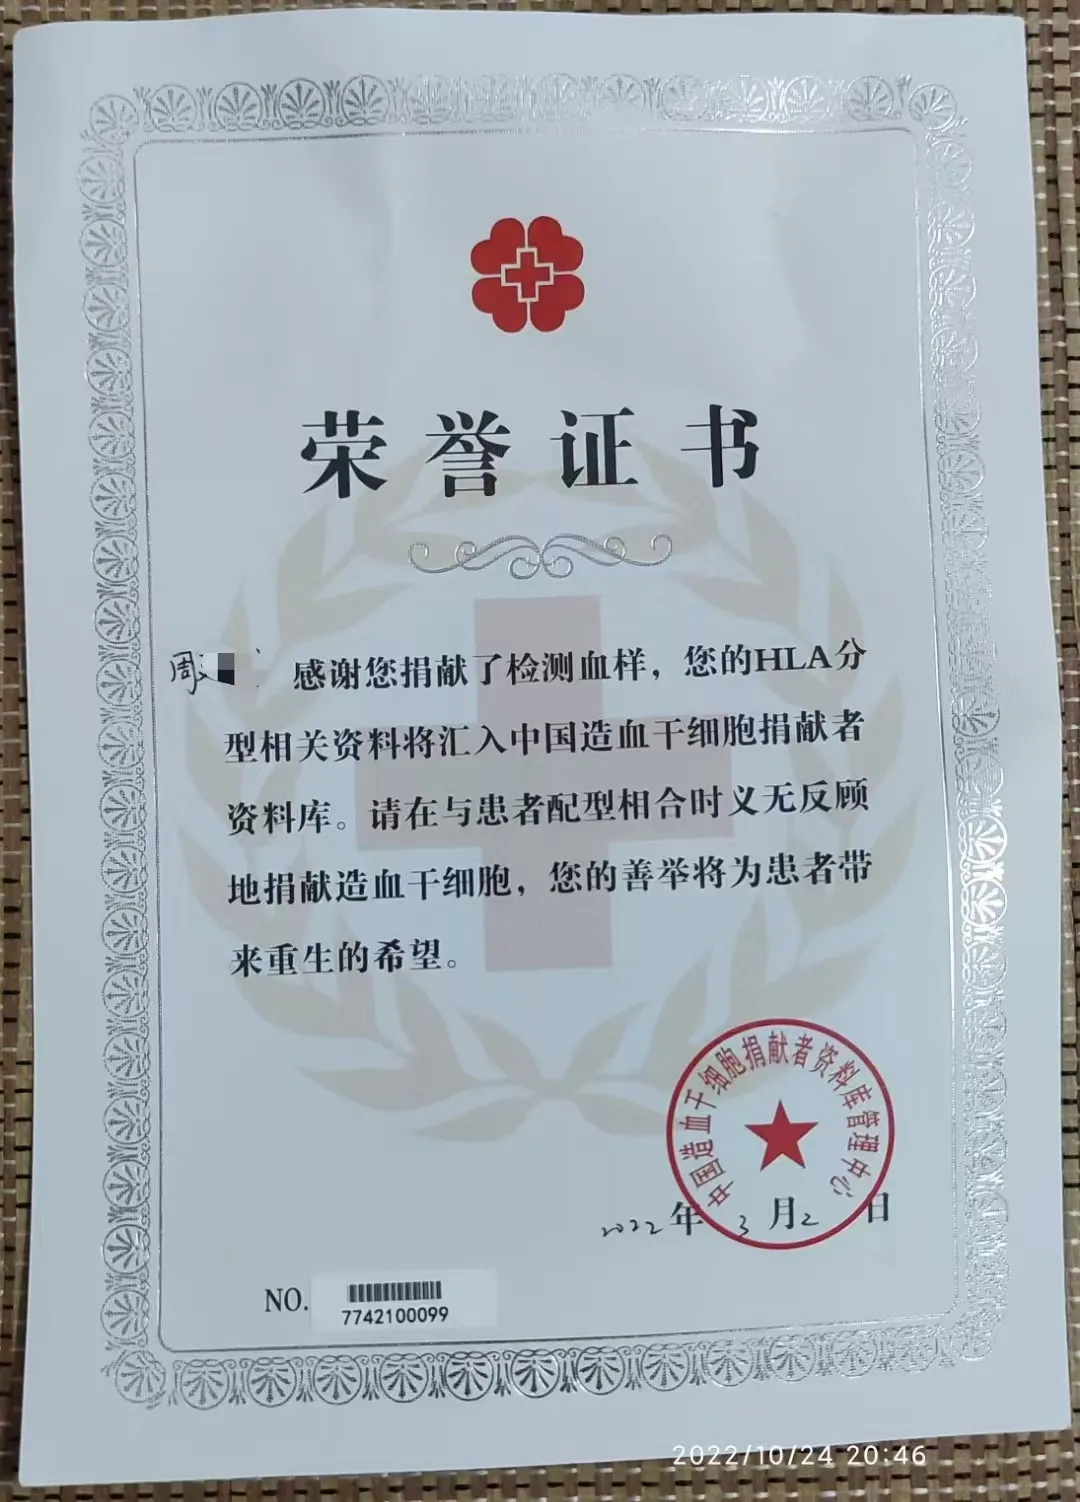 荣誉证书
周 感谢您捐献了检测血样，您的HLA分
型相关资料将汇入中国造血干细胞捐献者
资料库。请在与患者配型相合时义无反顾
地捐献造血干细胞，您的善举将为患者带
来重生的希望。
中国造血干细胞捐献者资料库管理中心
2022年3月2日
NO. 7742100099
2022/10/24 20:46